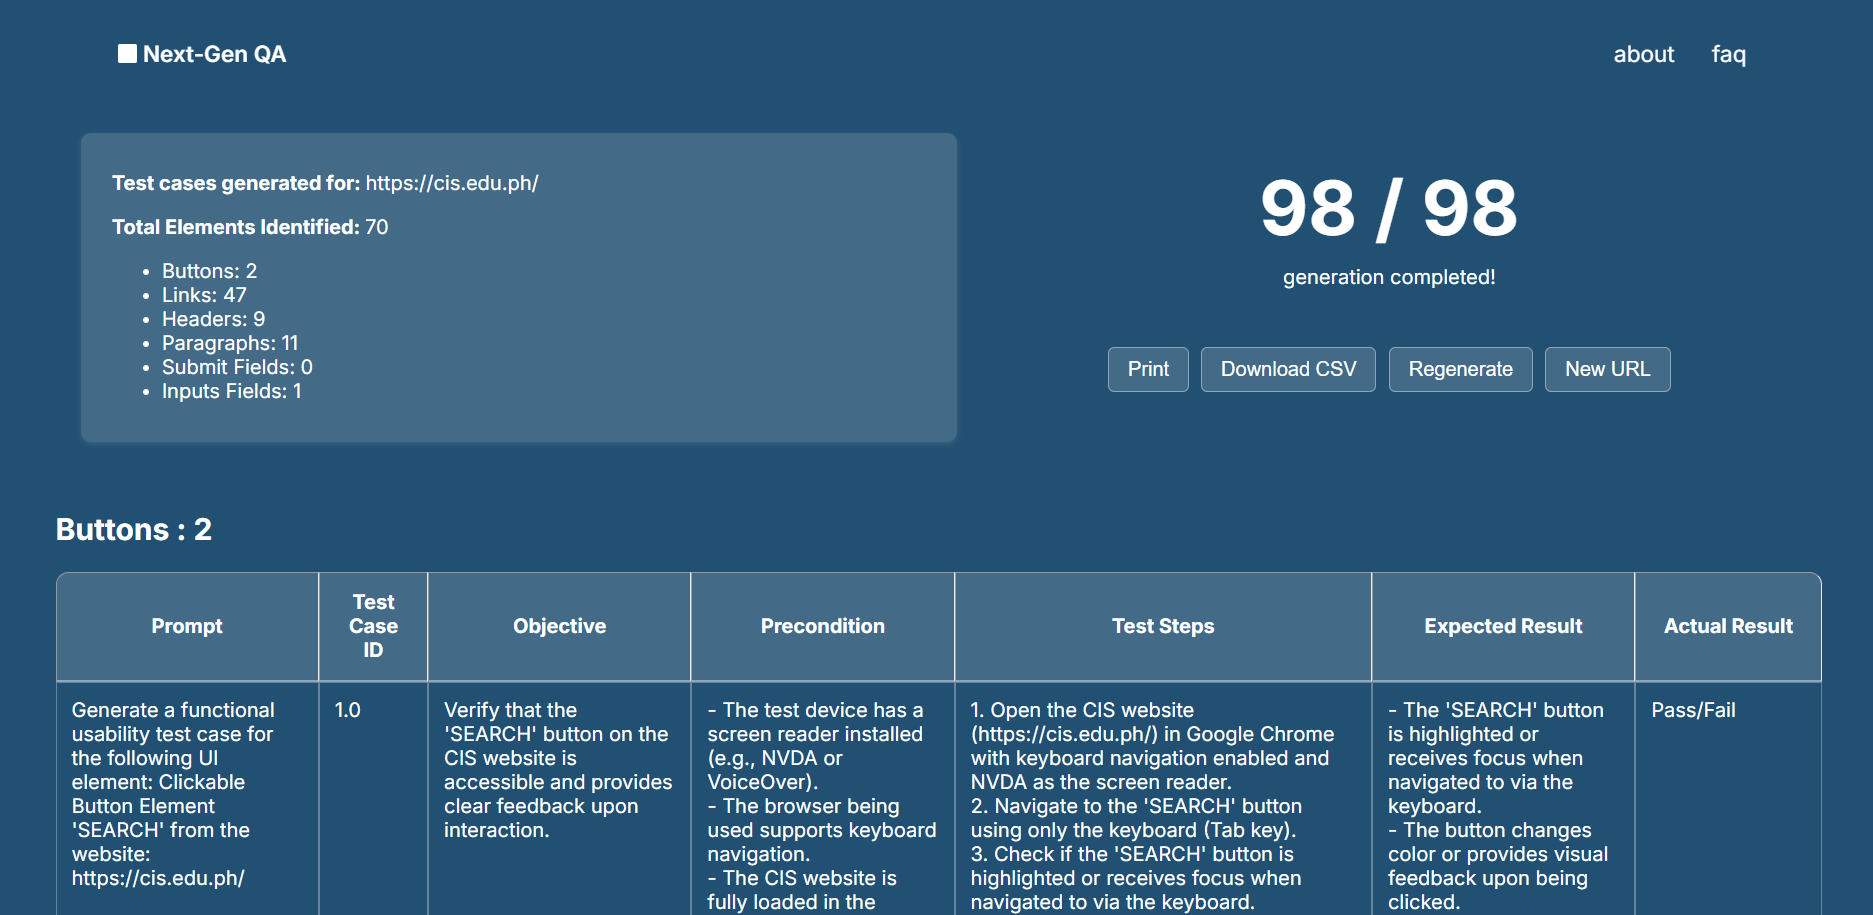 Next-Gen QA
about
faq
Test cases generated for: https://cis.edu.ph/
Total Elements Identified: 70
• Buttons: 2
• Links: 47
• Headers: 9
• Paragraphs: 11
• Submit Fields: 0
• Inputs Fields: 1
98 / 98
generation completed!
Print
Download CSV
Regenerate
New URL
Buttons : 2
Prompt
Test
Case
ID
Objective
Precondition
Test Steps
Expected Result
Actual Result
Generate a functional
usability test case for
the following UI
element: Clickable
Button Element
'SEARCH' from the
website:
https://cis.edu.ph/
1.0
Verify that the
'SEARCH' button on the
CIS website is
accessible and provides
clear feedback upon
interaction.
- The test device has a
screen reader installed
(e.g., NVDA or
VoiceOver).
- The browser being
used supports keyboard
navigation.
- The CIS website is
fully loaded in the
1. Open the CIS website
(https://cis.edu.ph/) in Google Chrome
with keyboard navigation enabled and
NVDA as the screen reader.
2. Navigate to the 'SEARCH' button
using only the keyboard (Tab key).
3. Check if the 'SEARCH' button is
highlighted or receives focus when
navigated to via the keyboard.
- The 'SEARCH' button
is highlighted or
receives focus when
navigated to via the
keyboard.
- The button changes
color or provides visual
feedback upon being
clicked.
Pass/Fail